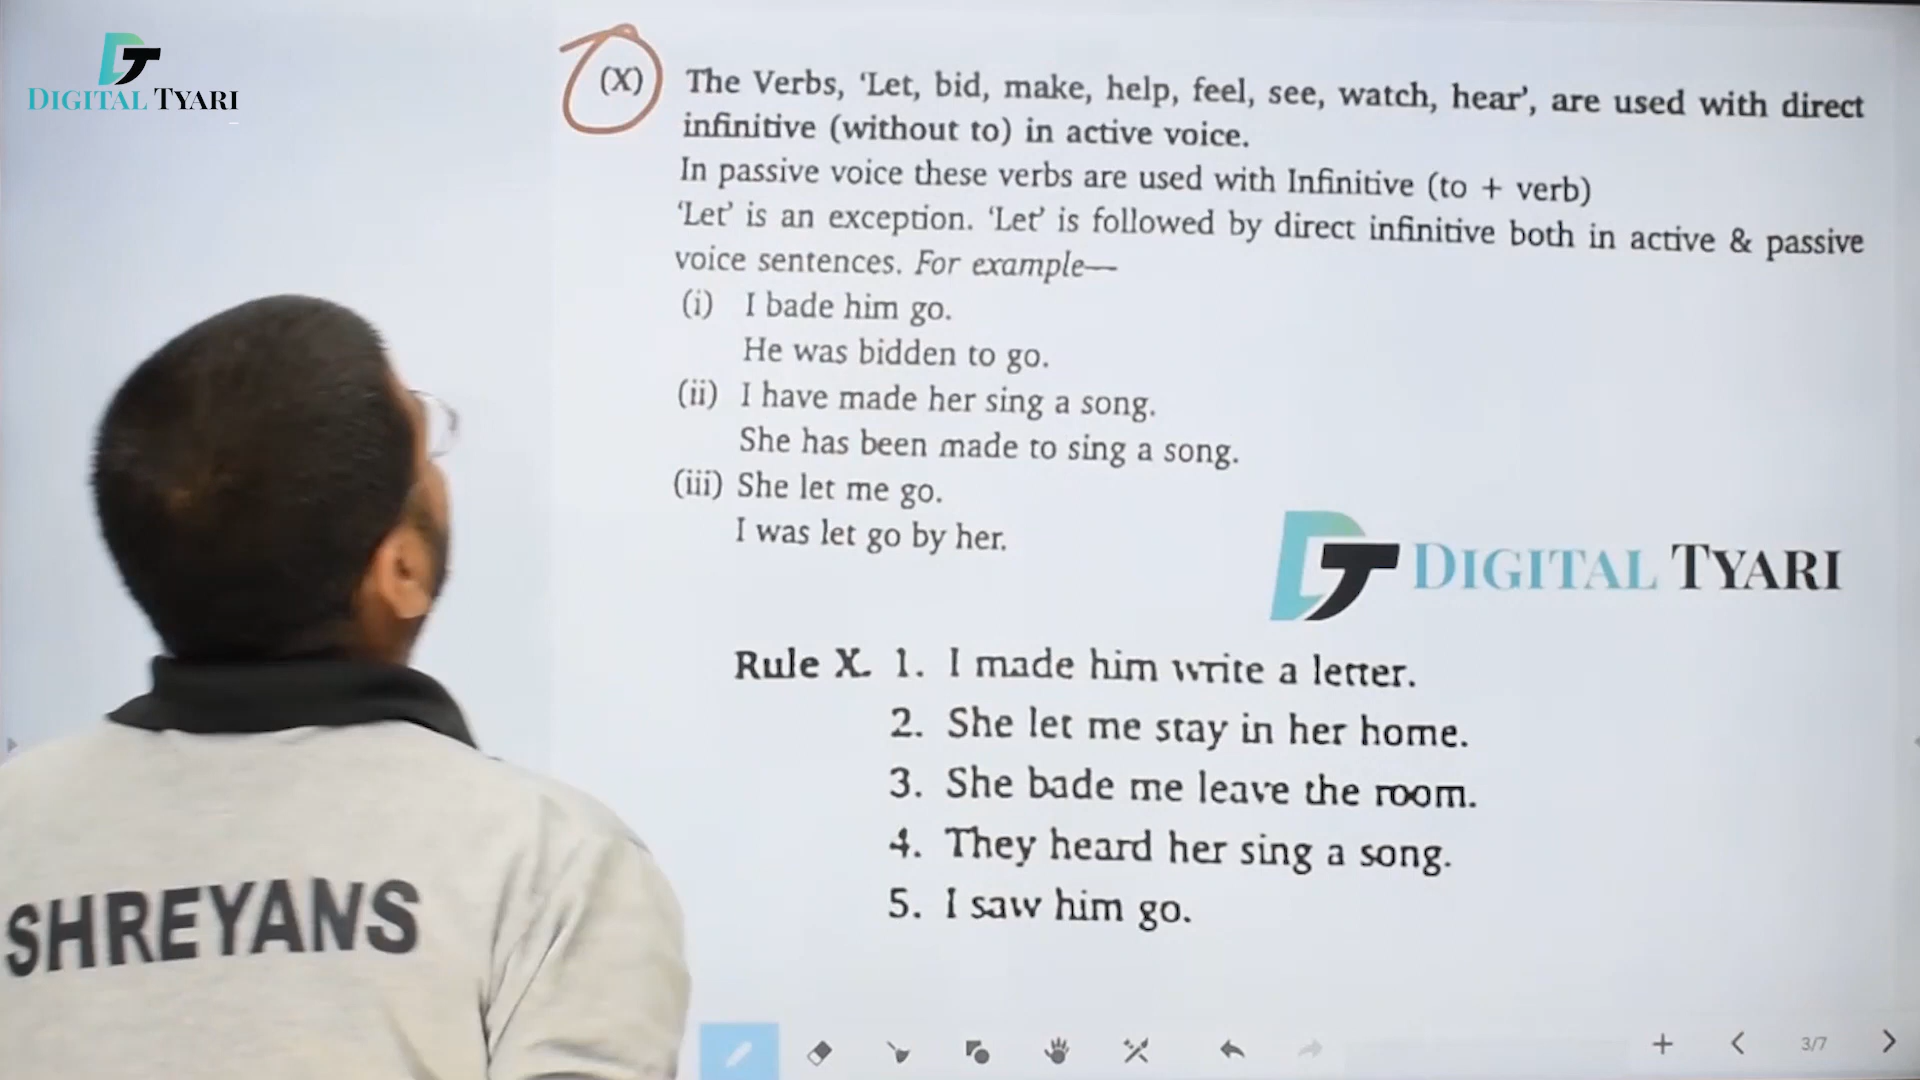 DIGITAL TYARI
(X) The Verbs, ‘Let, bid, make, help, feel, see, watch, hear’, are used with direct
infinitive (without to) in active voice.
In passive voice these verbs are used with Infinitive (to + verb)
‘Let’ is an exception. ‘Let’ is followed by direct infinitive both in active & passive
voice sentences. For example—
(i) I bade him go.
He was bidden to go.
(ii) I have made her sing a song.
She has been made to sing a song.
(iii) She let me go.
I was let go by her.
DIGITAL TYARI
Rule X. 1. I made him write a letter.
2. She let me stay in her home.
3. She bade me leave the room.
4. They heard her sing a song.
5. I saw him go.
SHREYANS
3/7